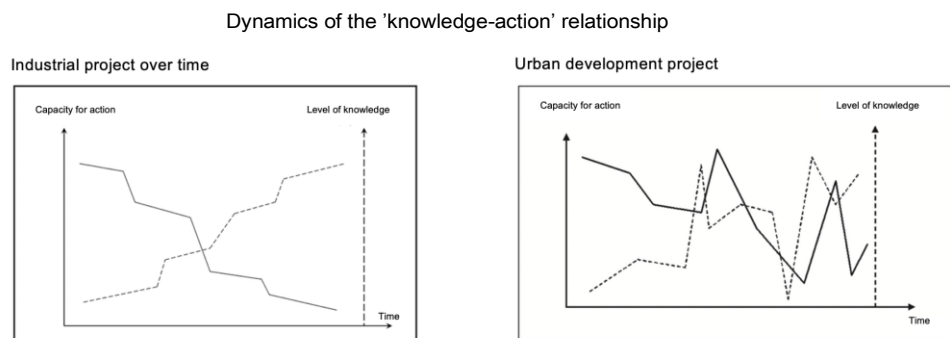 Dynamics of the ’knowledge-action’ relationship
Industrial project over time
Capacity for action
Level of knowledge
Time
Urban development project
Capacity for action
Level of knowledge
Time